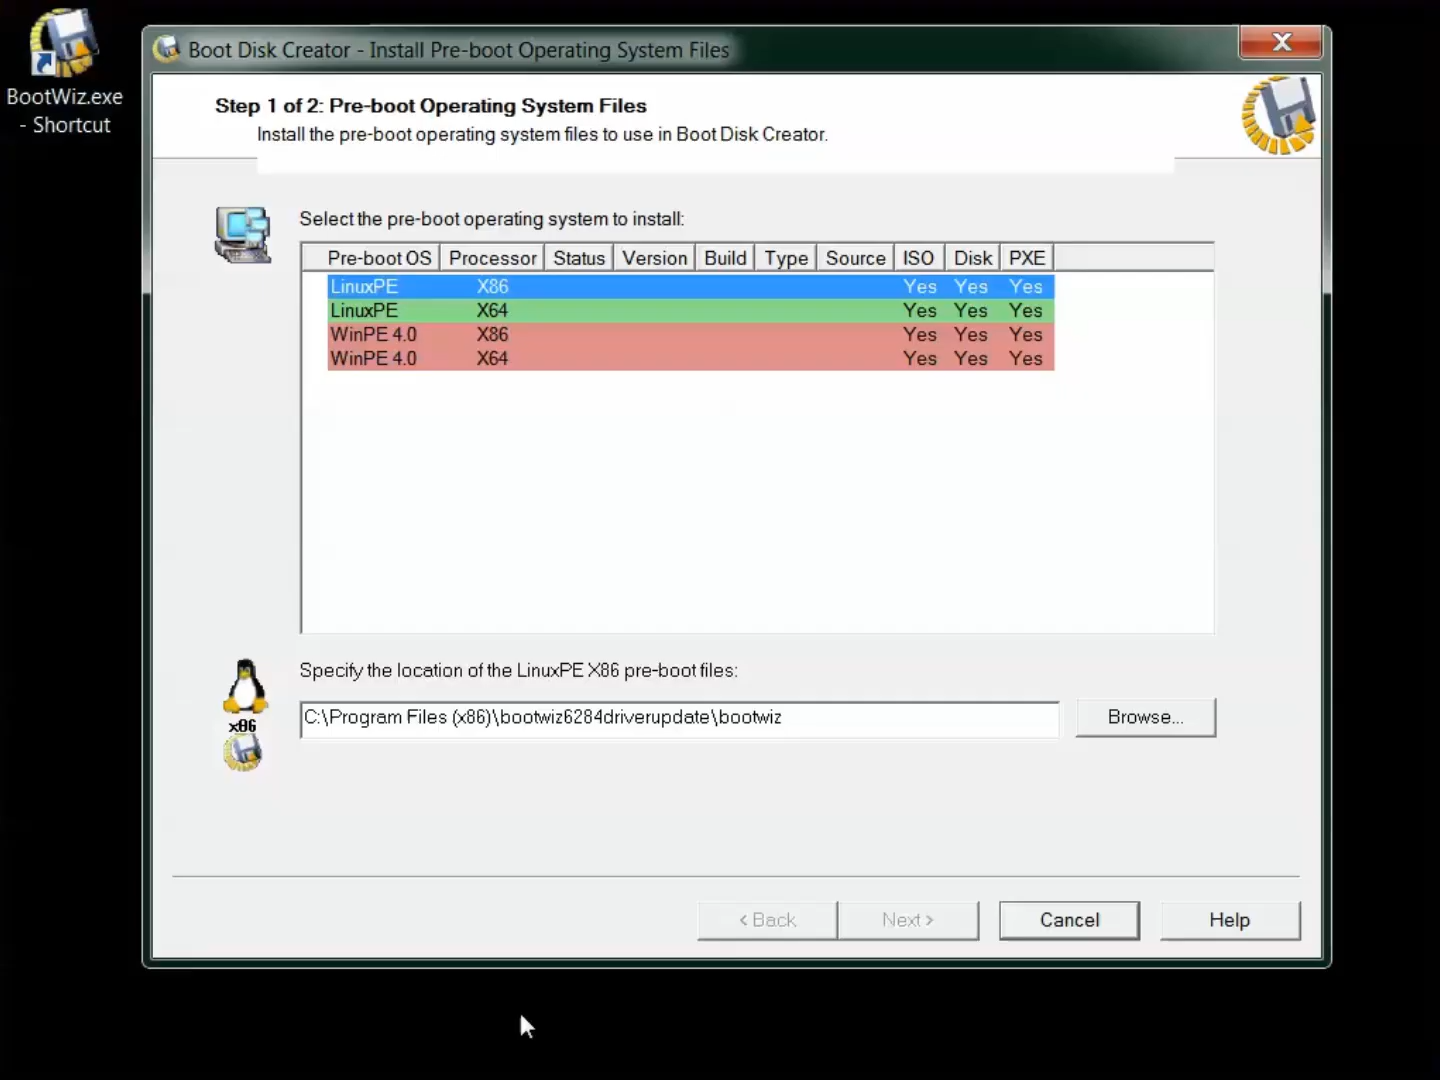 BootWiz.exe
- Shortcut
Boot Disk Creator - Install Pre-boot Operating System Files
X
Step 1 of 2: Pre-boot Operating System Files
Install the pre-boot operating system files to use in Boot Disk Creator.
Select the pre-boot operating system to install:
Pre-boot OS Processor Status Version Build Type Source ISO Disk PXE
LinuxPE X86 Yes Yes Yes
LinuxPE X64 Yes Yes Yes
WinPE 4.0 X86 Yes Yes Yes
WinPE 4.0 X64 Yes Yes Yes
Specify the location of the LinuxPE X86 pre-boot files:
x86
C:\Program Files (x86)\bootwiz6284driverupdate\bootwiz
Browse...
< Back Next > Cancel Help